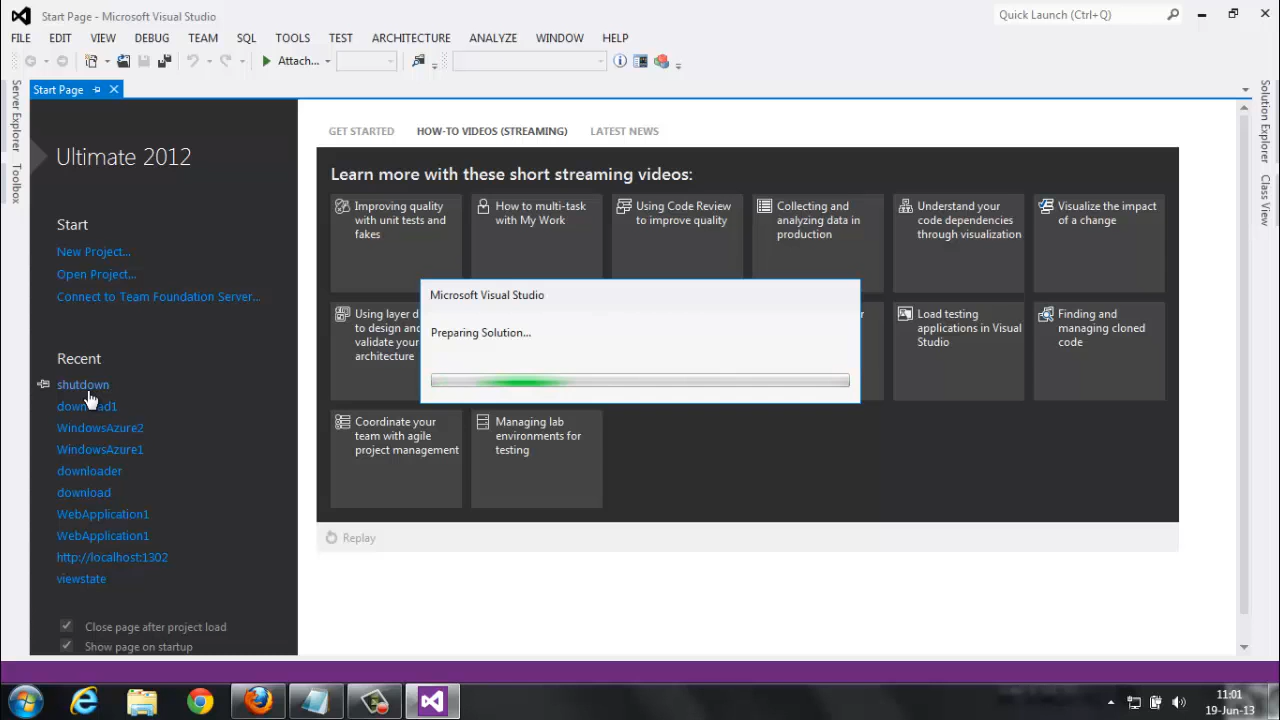 Start Page - Microsoft Visual Studio
Quick Launch (Ctrl+Q)
FILE EDIT VIEW DEBUG TEAM SQL TOOLS TEST ARCHITECTURE ANALYZE WINDOW HELP
Attach...
Server Explorer
Toolbox
Start Page
Solution Explorer
Class View
Ultimate 2012
Start
New Project...
Open Project...
Connect to Team Foundation Server...
Recent
shutdown
download1
WindowsAzure2
WindowsAzure1
downloader
download
WebApplication1
WebApplication1
http://localhost:1302
viewstate
Close page after project load
Show page on startup
GET STARTED HOW-TO VIDEOS (STREAMING) LATEST NEWS
Learn more with these short streaming videos:
Improving quality
with unit tests and
fakes
How to multi-task
with My Work
Using Code Review
to improve quality
Collecting and
analyzing data in
production
Understand your
code dependencies
through visualization
Visualize the impact
of a change
Using layer d
to design an
validate your
architecture
Load testing
applications in Visual
Studio
Finding and
managing cloned
code
Coordinate your
team with agile
project management
Managing lab
environments for
testing
Replay
Microsoft Visual Studio
Preparing Solution...
11:01
19-Jun-13